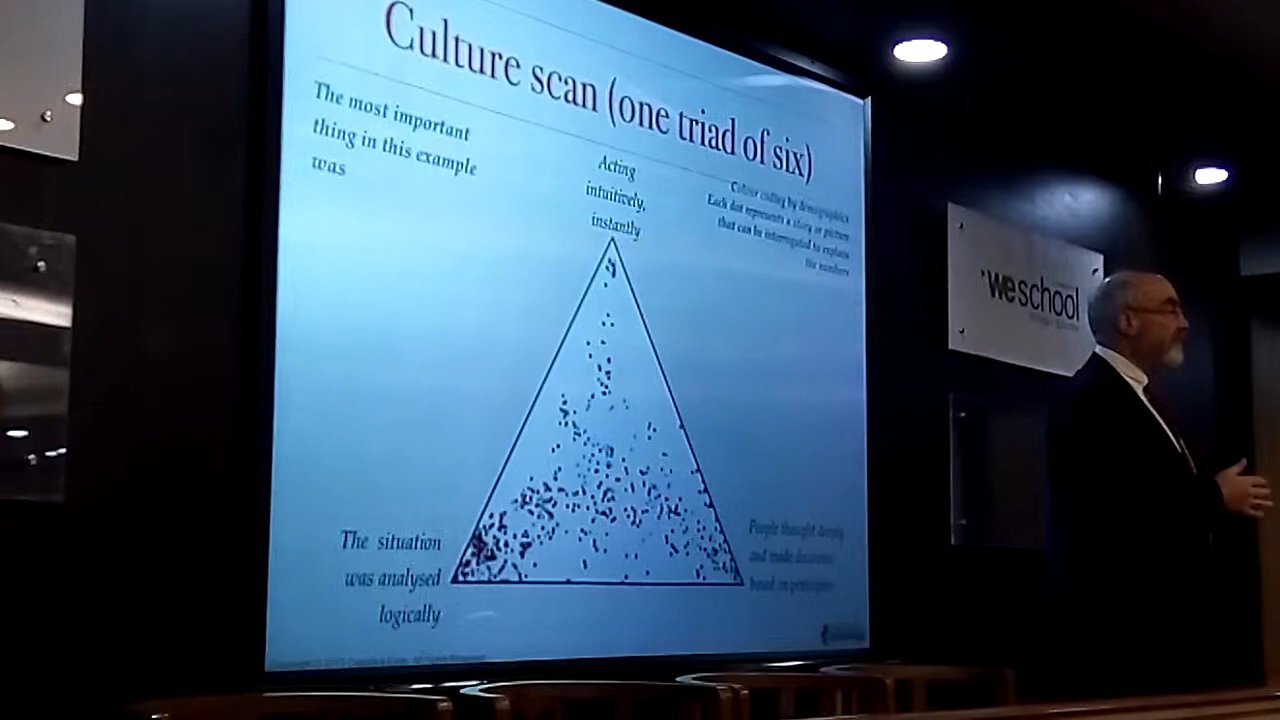 Culture scan (one triad of six)
The most important
thing in this example
was
Acting
intuitively,
instantly
Colour coding by demographics
Each dot represents a story or picture
that can be interrogated to explain
the numbers
The situation
was analysed
logically
People thought deeply
and made decisions
based on principles
weschool